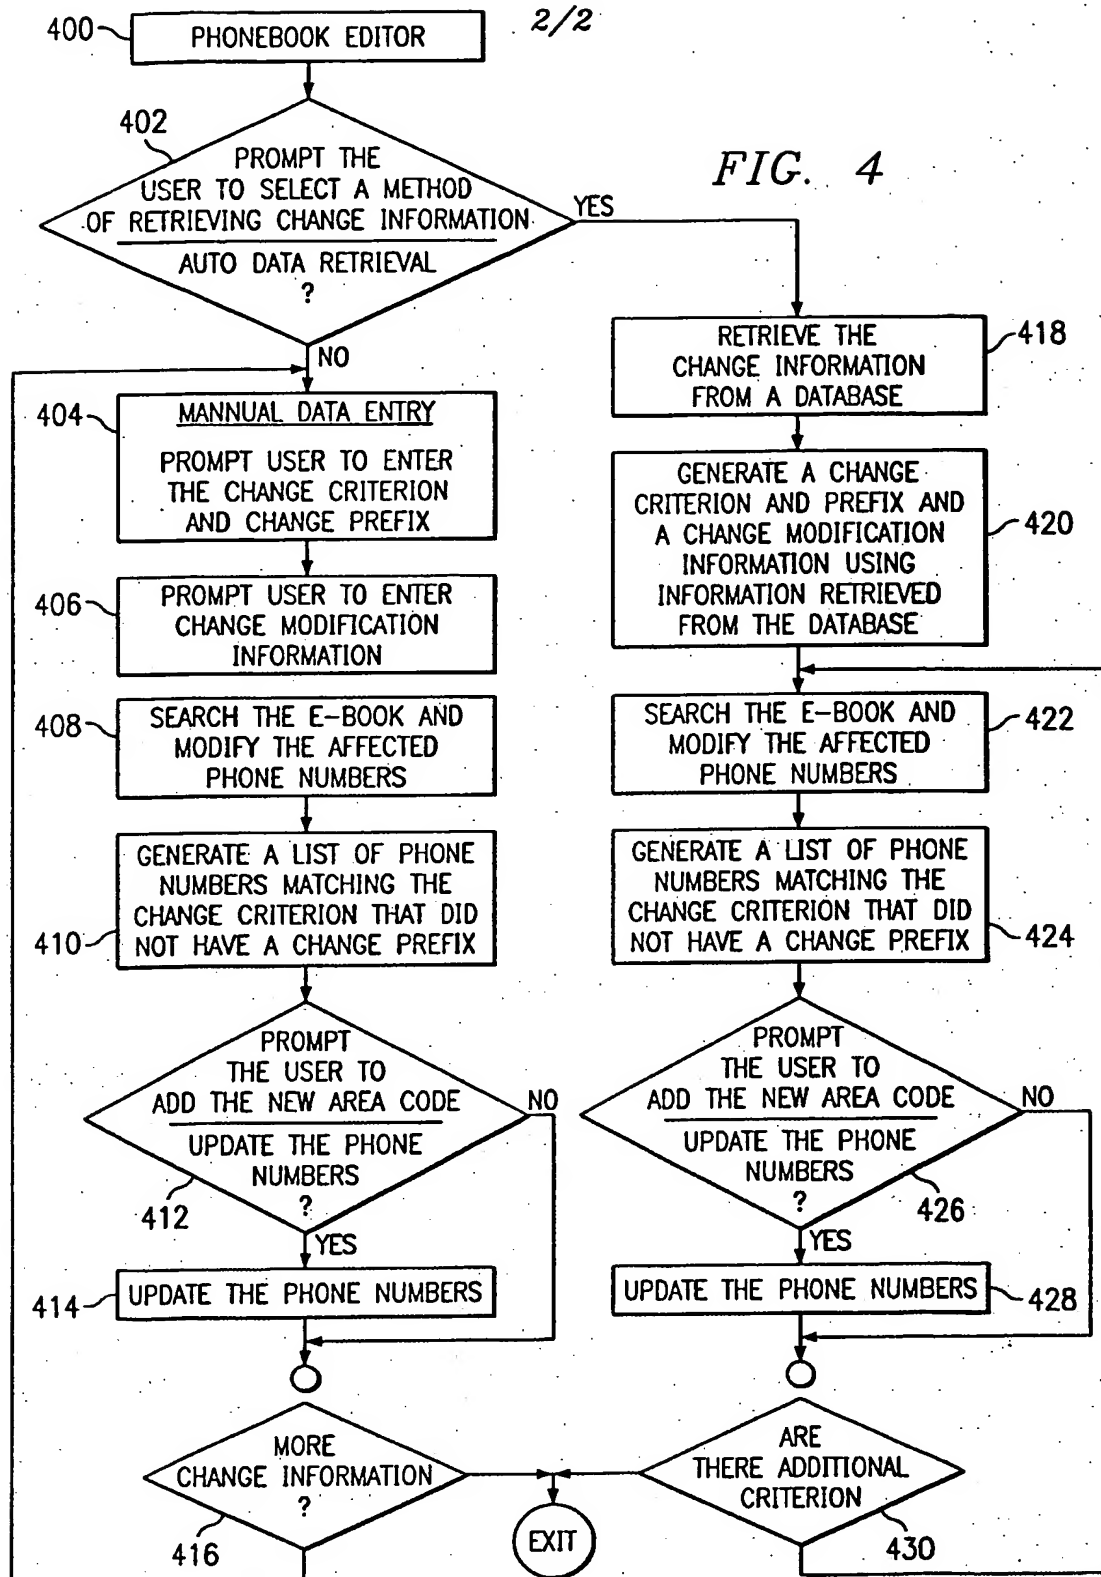 2/2
400
PHONEBOOK EDITOR
FIG. 4
402
PROMPT THE
USER TO SELECT A METHOD
OF RETRIEVING CHANGE INFORMATION
AUTO DATA RETRIEVAL
?
YES
NO
404
MANNUAL DATA ENTRY
PROMPT USER TO ENTER
THE CHANGE CRITERION
AND CHANGE PREFIX
406
PROMPT USER TO ENTER
CHANGE MODIFICATION
INFORMATION
408
SEARCH THE E-BOOK AND
MODIFY THE AFFECTED
PHONE NUMBERS
410
GENERATE A LIST OF PHONE
NUMBERS MATCHING THE
CHANGE CRITERION THAT DID
NOT HAVE A CHANGE PREFIX
412
PROMPT
THE USER TO
ADD THE NEW AREA CODE
UPDATE THE PHONE
NUMBERS
?
NO
YES
414
UPDATE THE PHONE NUMBERS
MORE
CHANGE INFORMATION
?
416
EXIT
RETRIEVE THE
CHANGE INFORMATION
FROM A DATABASE
418
GENERATE A CHANGE
CRITERION AND PREFIX AND
A CHANGE MODIFICATION
INFORMATION USING
INFORMATION RETRIEVED
FROM THE DATABASE
420
SEARCH THE E-BOOK AND
MODIFY THE AFFECTED
PHONE NUMBERS
422
GENERATE A LIST OF PHONE
NUMBERS MATCHING THE
CHANGE CRITERION THAT DID
NOT HAVE A CHANGE PREFIX
424
PROMPT
THE USER TO
ADD THE NEW AREA CODE
UPDATE THE PHONE
NUMBERS
?
NO
426
YES
UPDATE THE PHONE NUMBERS
428
ARE
THERE ADDITIONAL
CRITERION
430